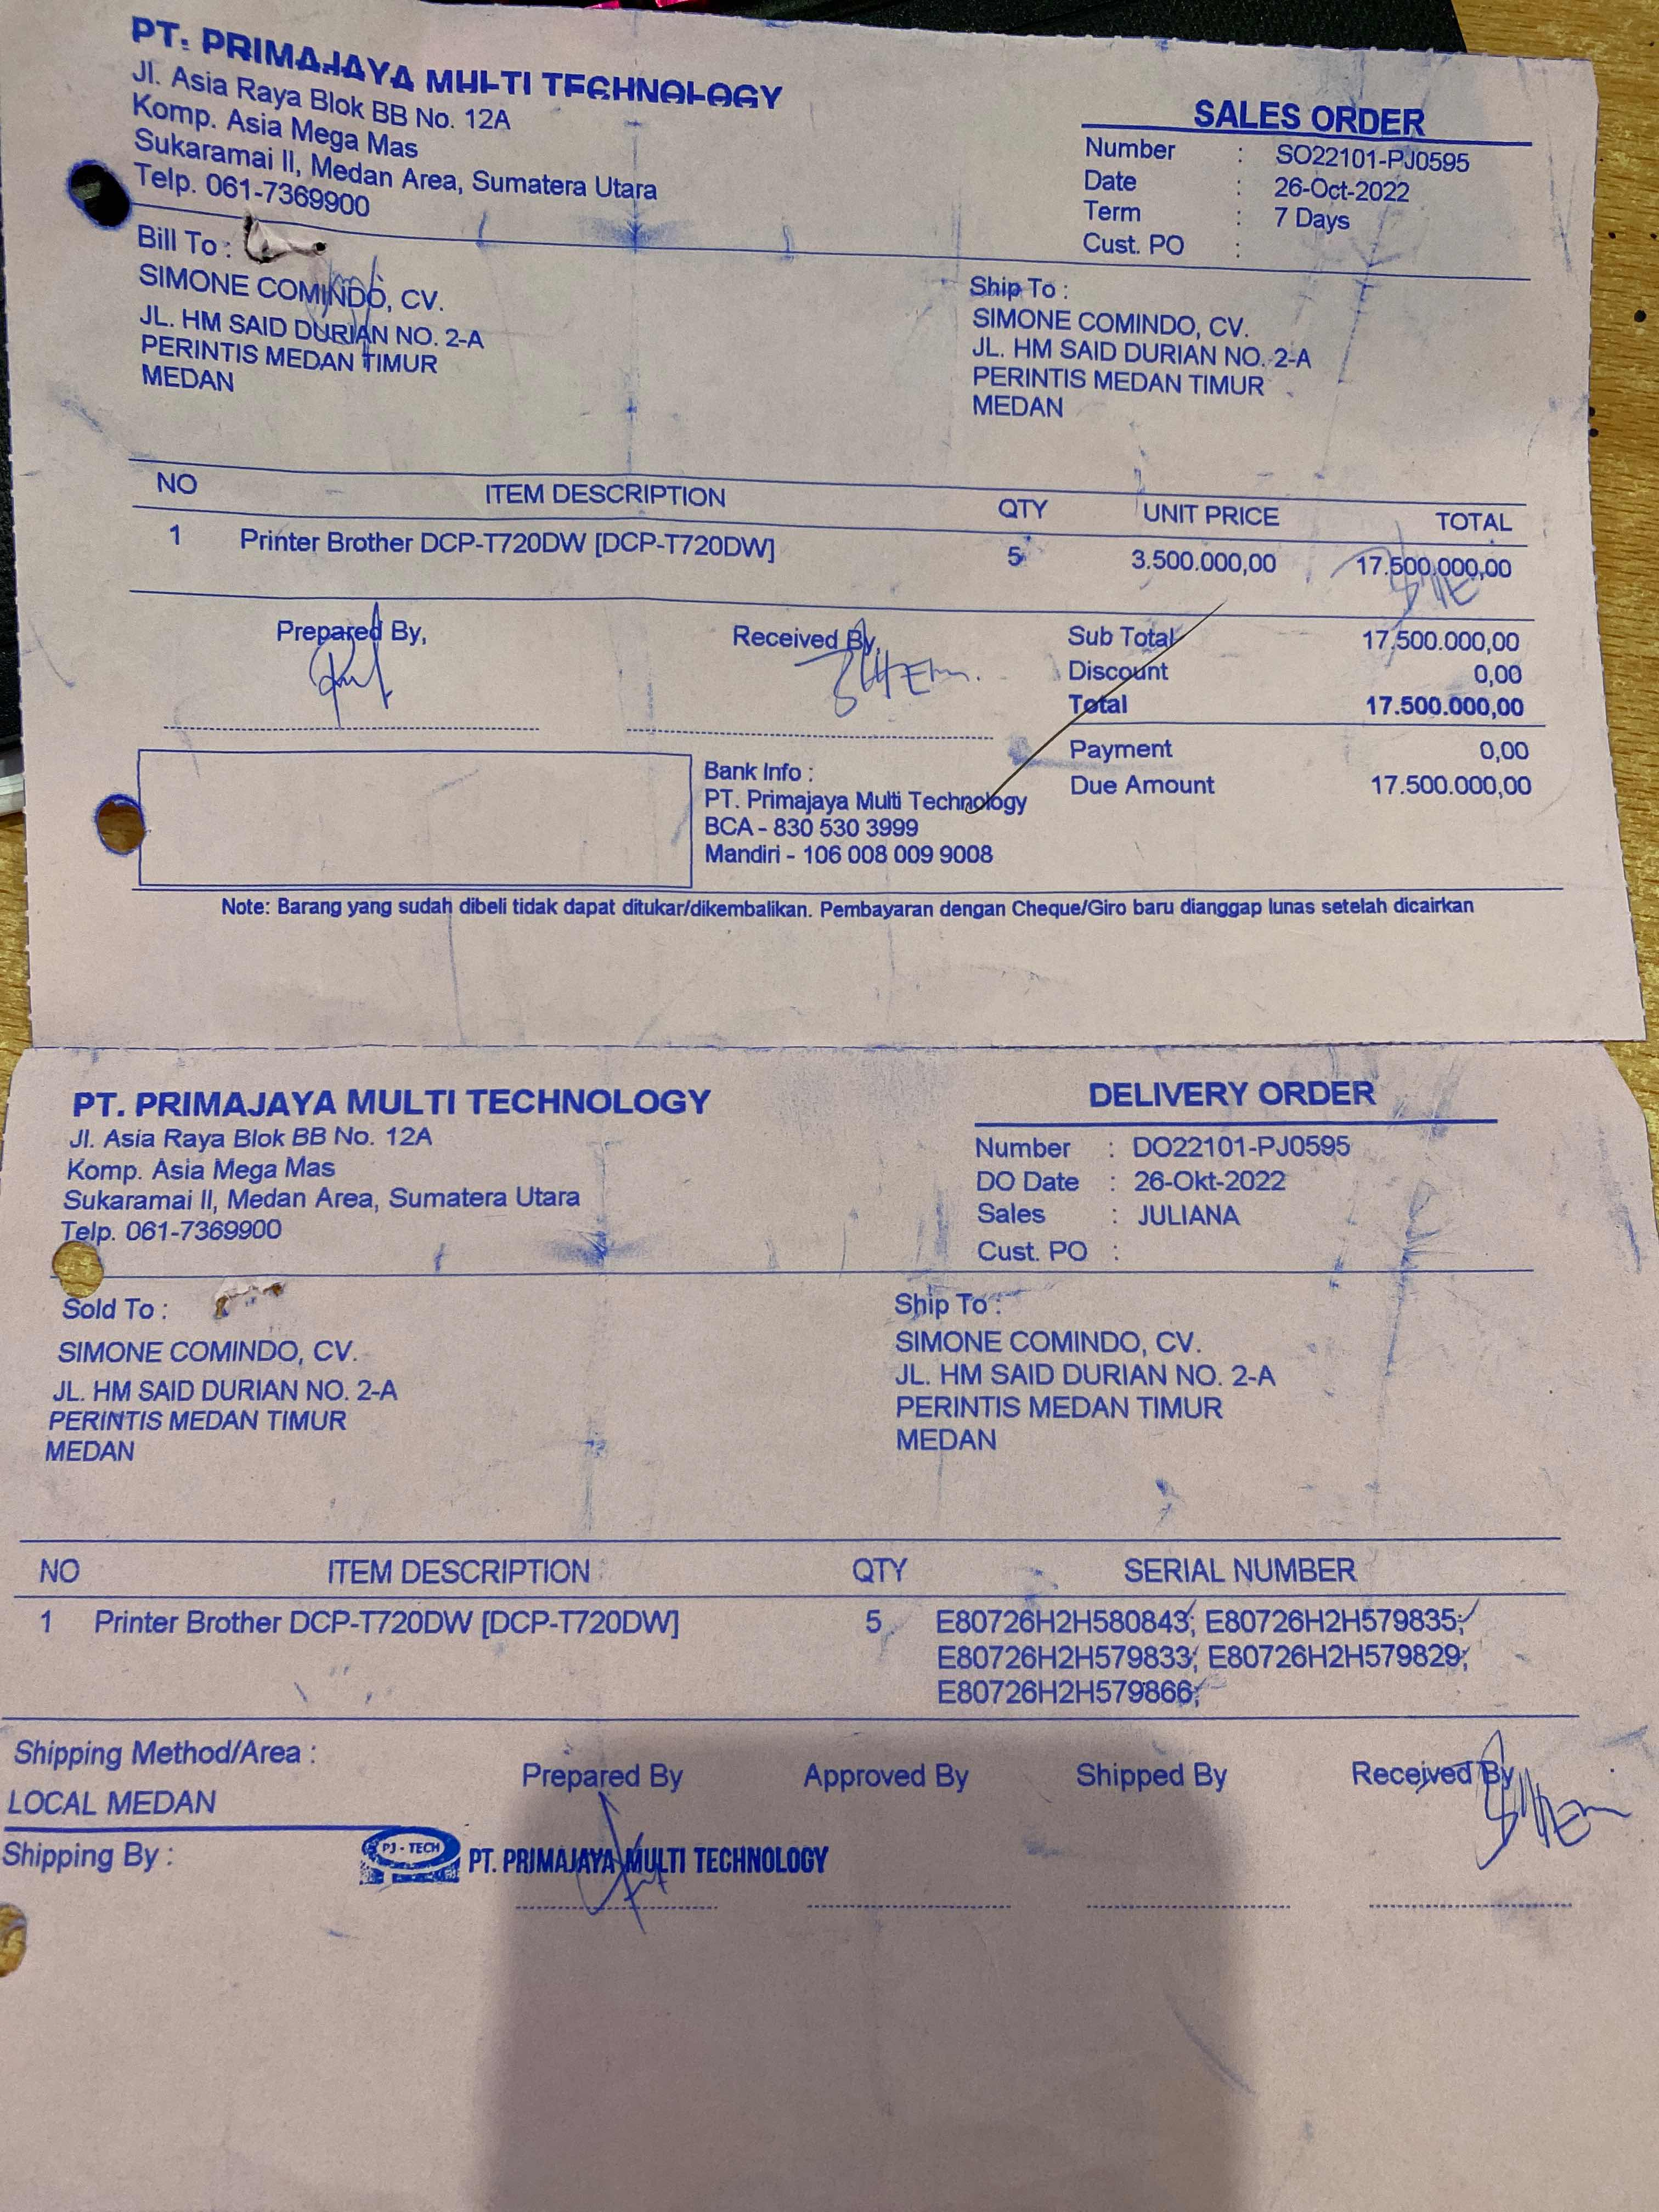 PT. PRIMAJAYA MULTI TECHNOLOGY
Jl. Asia Raya Blok BB No. 12A
Komp. Asia Mega Mas
Sukaramai II, Medan Area, Sumatera Utara
Telp. 061-7369900
SALES ORDER
Number : SO22101-PJ0595
Date : 26-Oct-2022
Term : 7 Days
Cust. PO :
Bill To :
SIMONE COMINDO, CV.
JL. HM SAID DURIAN NO. 2-A
PERINTIS MEDAN TIMUR
MEDAN
Ship To :
SIMONE COMINDO, CV.
JL. HM SAID DURIAN NO. 2-A
PERINTIS MEDAN TIMUR
MEDAN
NO ITEM DESCRIPTION QTY UNIT PRICE TOTAL
1 Printer Brother DCP-T720DW [DCP-T720DW] 5 3.500.000,00 17.500.000,00
Prepared By, Received By,
Sub Total 17.500.000,00
Discount 0,00
Total 17.500.000,00
Payment 0,00
Due Amount 17.500.000,00
Bank Info :
PT. Primajaya Multi Technology
BCA - 830 530 3999
Mandiri - 106 008 009 9008
Note: Barang yang sudah dibeli tidak dapat ditukar/dikembalikan. Pembayaran dengan Cheque/Giro baru dianggap lunas setelah dicairkan
PT. PRIMAJAYA MULTI TECHNOLOGY
Jl. Asia Raya Blok BB No. 12A
Komp. Asia Mega Mas
Sukaramai II, Medan Area, Sumatera Utara
Telp. 061-7369900
DELIVERY ORDER
Number : DO22101-PJ0595
DO Date : 26-Okt-2022
Sales : JULIANA
Cust. PO :
Sold To :
SIMONE COMINDO, CV.
JL. HM SAID DURIAN NO. 2-A
PERINTIS MEDAN TIMUR
MEDAN
Ship To :
SIMONE COMINDO, CV.
JL. HM SAID DURIAN NO. 2-A
PERINTIS MEDAN TIMUR
MEDAN
NO ITEM DESCRIPTION QTY SERIAL NUMBER
1 Printer Brother DCP-T720DW [DCP-T720DW] 5 E80726H2H580843; E80726H2H579835;
E80726H2H579833; E80726H2H579829;
E80726H2H579866;
Shipping Method/Area :
LOCAL MEDAN
Shipping By :
Prepared By Approved By Shipped By Received By
PJ - TECH PT. PRIMAJAYA MULTI TECHNOLOGY